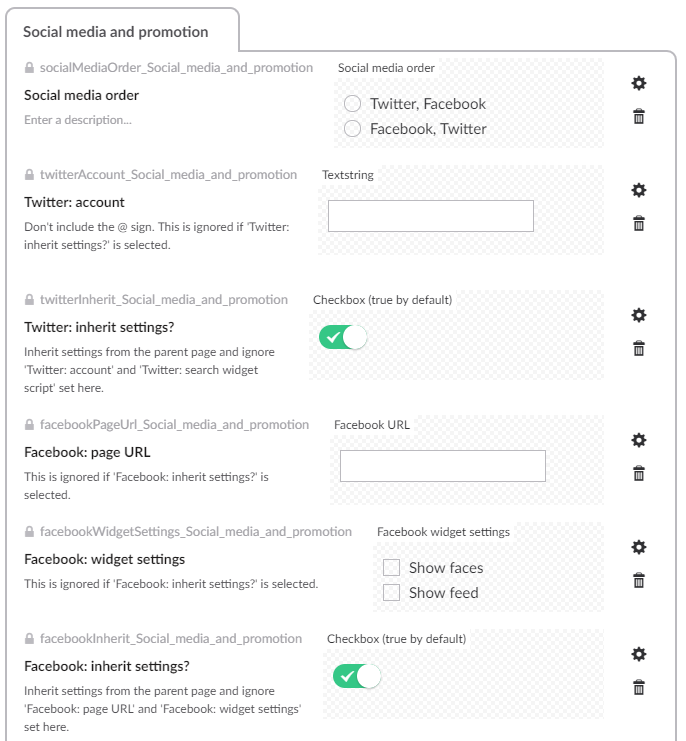 Social media and promotion
socialMediaOrder_Social_media_and_promotion
Social media order
Social media order
Enter a description...
Twitter, Facebook
Facebook, Twitter
twitterAccount_Social_media_and_promotion
Textstring
Twitter: account
Don't include the @ sign. This is ignored if 'Twitter:
inherit settings?' is selected.
twitterInherit_Social_media_and_promotion
Checkbox (true by default)
Twitter: inherit settings?
Inherit settings from the parent page and ignore
'Twitter: account' and 'Twitter: search widget
script' set here.
facebookPageUrl_Social_media_and_promotion
Facebook URL
Facebook: page URL
This is ignored if 'Facebook: inherit settings?' is
selected.
facebookWidgetSettings_Social_media_and_promotion
Facebook widget settings
Facebook: widget settings
This is ignored if 'Facebook: inherit settings?' is selected.
Show faces
Show feed
facebookInherit_Social_media_and_promotion
Checkbox (true by default)
Facebook: inherit settings?
Inherit settings from the parent page and ignore
'Facebook: page URL' and 'Facebook: widget settings'
set here.